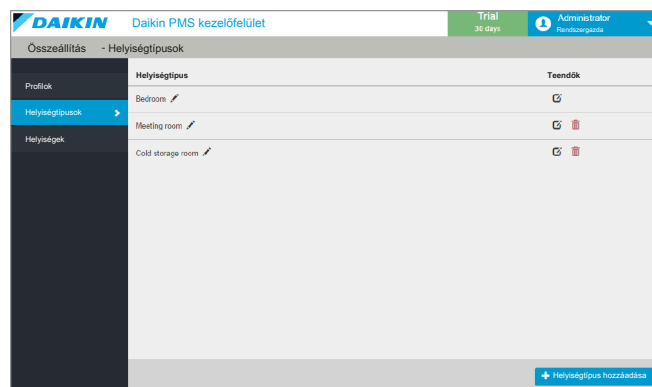 DAIKIN
Daikin PMS kezelőfelület
Trial
36 days
Administrator
Rendszergazda
Összeállítás - Helyiségtípusok
Profilok
Helyiségtípusok
Helyiségek
Helyiségtípus Teendők
Bedroom
Meeting room
Cold storage room
Helyiségtípus hozzáadása